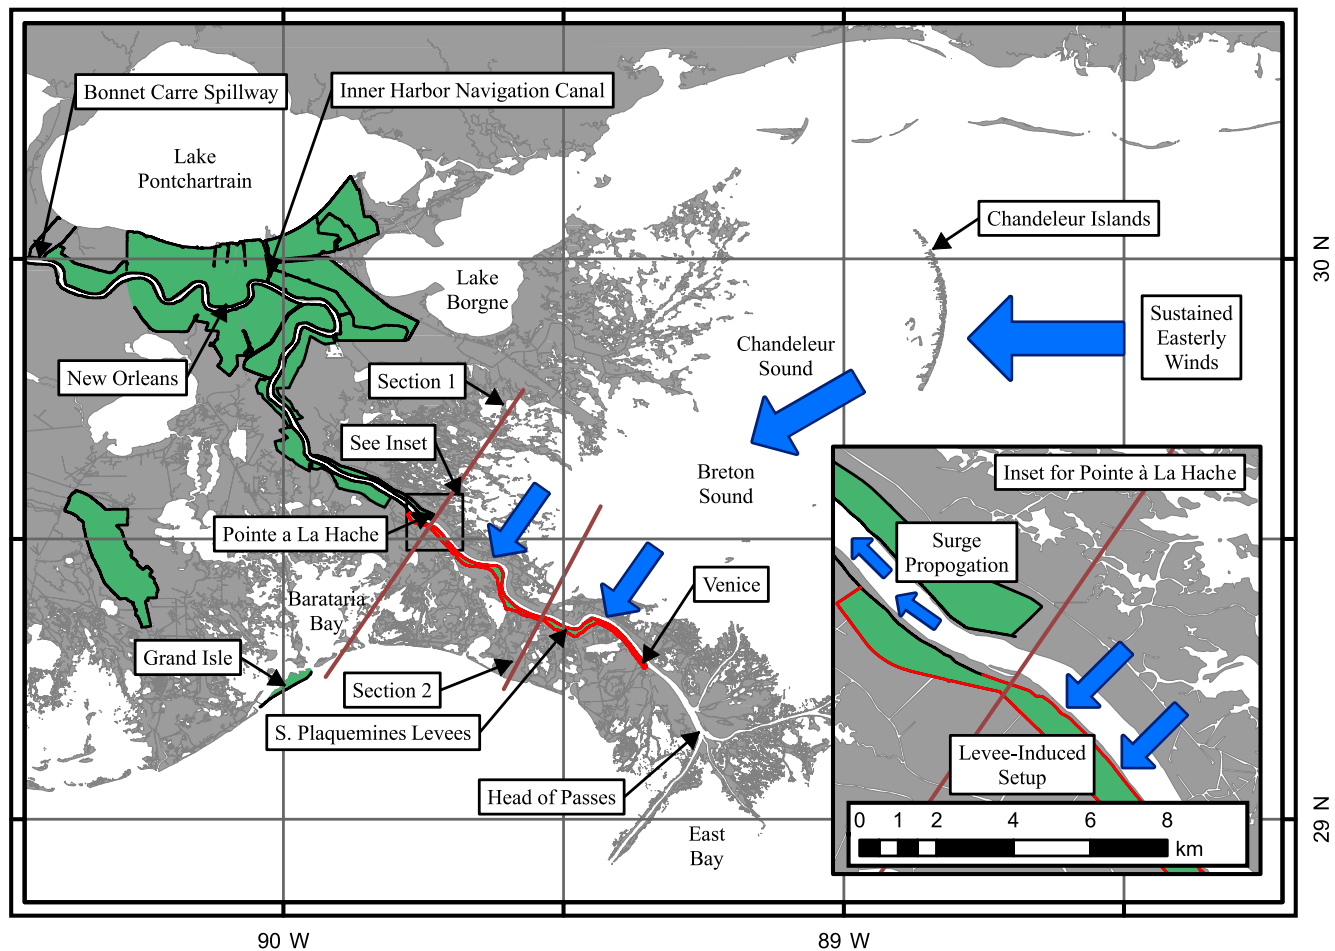 Bonnet Carre Spillway
Inner Harbor Navigation Canal
Lake
Pontchartrain
Chandeleur Islands
30 N
Lake
Borgne
Sustained
Easterly
Winds
Chandeleur
Sound
New Orleans
Section 1
See Inset
Breton
Sound
Inset for Pointe à La Hache
Pointe a La Hache
Surge
Propogation
Venice
Barataria
Bay
Grand Isle
Section 2
S. Plaquemines Levees
Levee-Induced
Setup
Head of Passes
29 N
0 1 2 4 6 8
km
East
Bay
90 W
89 W